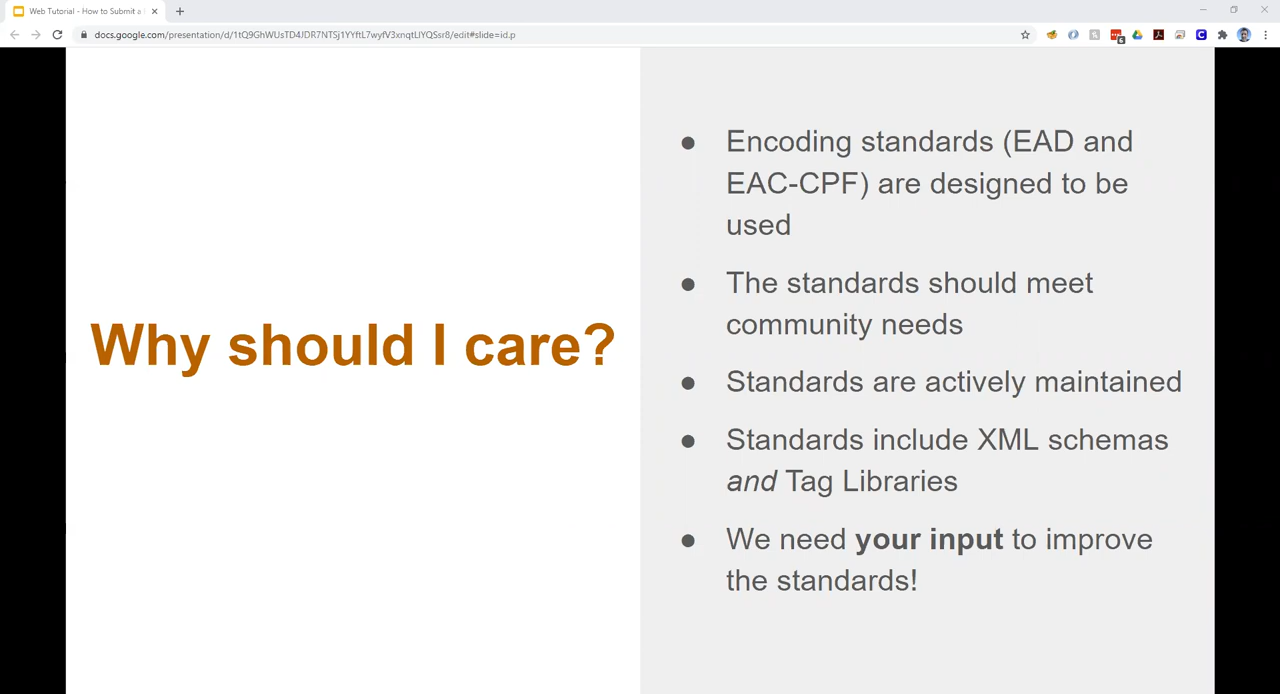 Web Tutorial - How to Submit a
docs.google.com/presentation/d/1tQ9GhWUsTD4JDR7NTSj1YYftL7wyfV3xnqtLlYQSsr8/edit#slide=id.p
Why should I care?
● Encoding standards (EAD and
EAC-CPF) are designed to be
used
● The standards should meet
community needs
● Standards are actively maintained
● Standards include XML schemas
and Tag Libraries
● We need your input to improve
the standards!